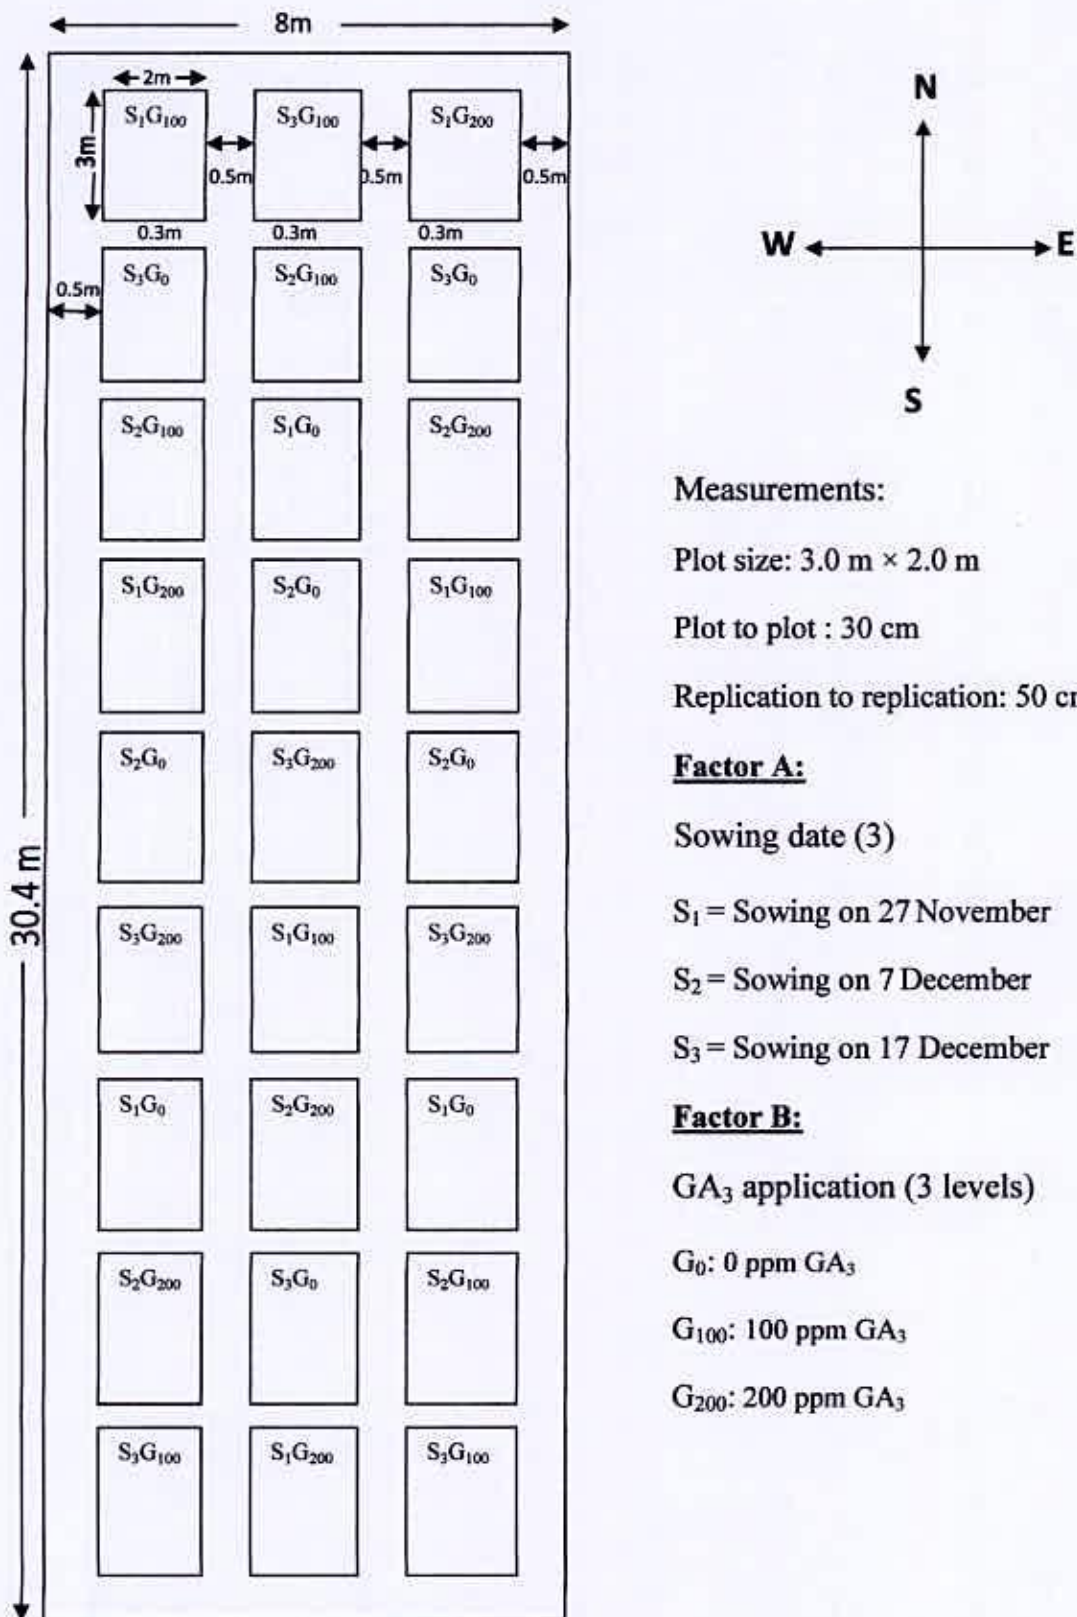 8m
2m
S₁G₁₀₀ S₃G₁₀₀ S₁G₂₀₀
3m
0.5m 0.5m 0.5m
0.3m 0.3m 0.3m
S₃G₀ S₂G₁₀₀ S₃G₀
0.5m
S₂G₁₀₀ S₁G₀ S₂G₂₀₀
S₁G₂₀₀ S₂G₀ S₁G₁₀₀
S₂G₀ S₃G₂₀₀ S₂G₀
30.4 m
S₃G₂₀₀ S₁G₁₀₀ S₃G₂₀₀
S₁G₀ S₂G₂₀₀ S₁G₀
S₂G₂₀₀ S₃G₀ S₂G₁₀₀
S₃G₁₀₀ S₁G₂₀₀ S₃G₁₀₀
N
W E
S
Measurements:
Plot size: 3.0 m × 2.0 m
Plot to plot : 30 cm
Replication to replication: 50 cm
Factor A:
Sowing date (3)
S₁ = Sowing on 27 November
S₂ = Sowing on 7 December
S₃ = Sowing on 17 December
Factor B:
GA₃ application (3 levels)
G₀: 0 ppm GA₃
G₁₀₀: 100 ppm GA₃
G₂₀₀: 200 ppm GA₃